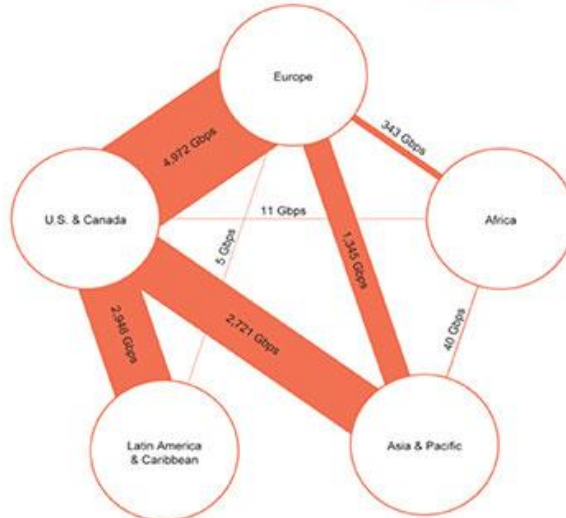 Europe
4,972 Gbps
343 Gbps
U.S. & Canada
11 Gbps
Africa
5 Gbps
1,345 Gbps
2,946 Gbps
2,721 Gbps
40 Gbps
Latin America
& Caribbean
Asia & Pacific